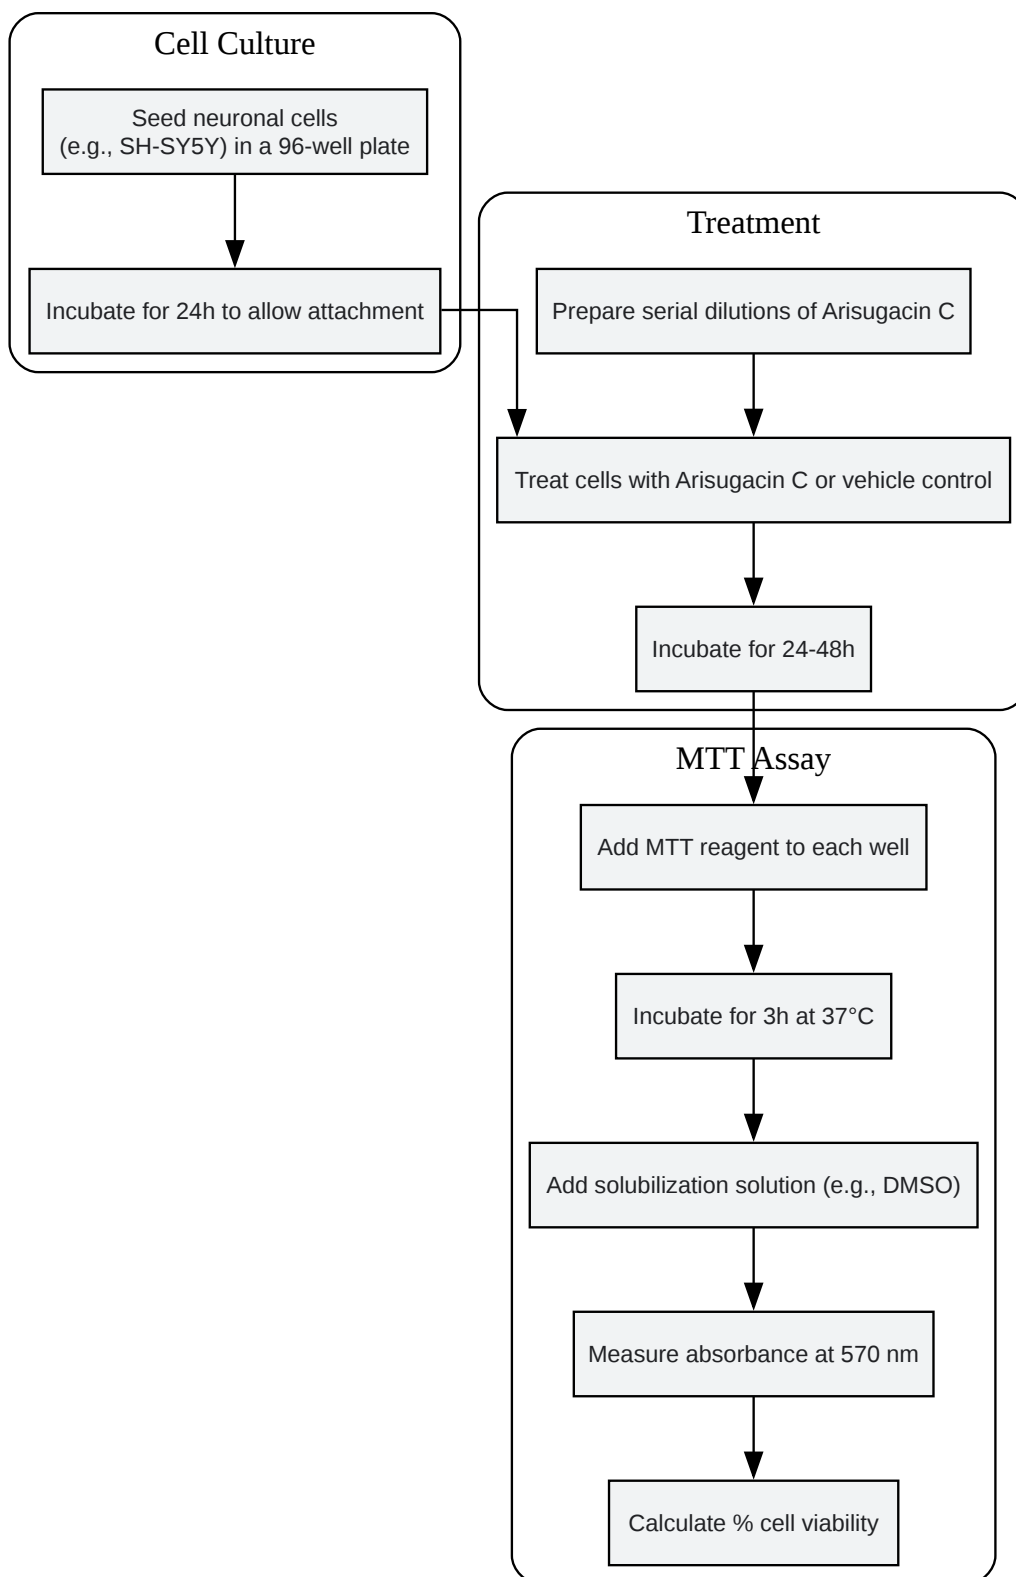 Cell Culture
Seed neuronal cells
(e.g., SH-SY5Y) in a 96-well plate
Incubate for 24h to allow attachment
Treatment
Prepare serial dilutions of Arisugacin C
Treat cells with Arisugacin C or vehicle control
Incubate for 24-48h
MTT Assay
Add MTT reagent to each well
Incubate for 3h at 37°C
Add solubilization solution (e.g., DMSO)
Measure absorbance at 570 nm
Calculate % cell viability